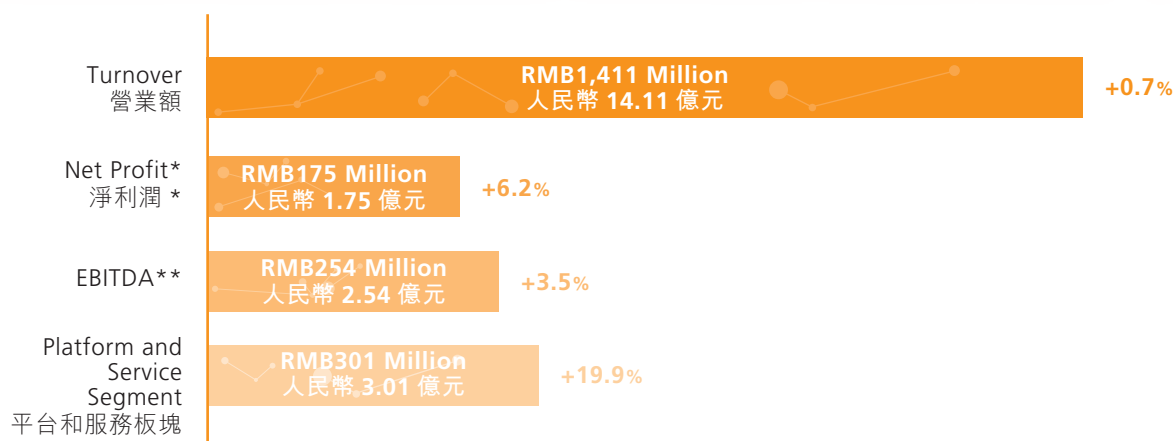 Turnover
營業額
RMB1,411 Million
人民幣 14.11 億元
+0.7%
Net Profit*
淨利潤 *
RMB175 Million
人民幣 1.75 億元
+6.2%
EBITDA**
RMB254 Million
人民幣 2.54 億元
+3.5%
Platform and
Service
Segment
平台和服務板塊
RMB301 Million
人民幣 3.01 億元
+19.9%